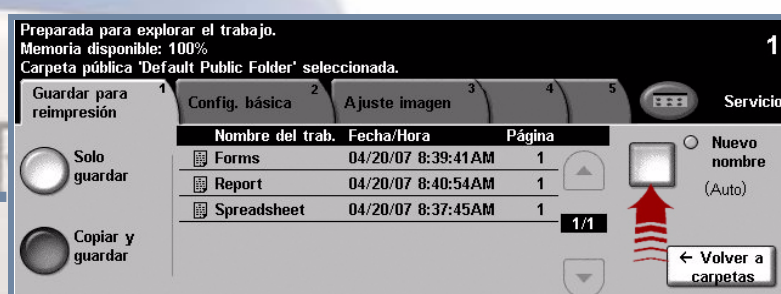 Preparada para explorar el trabajo.
Memoria disponible: 100%
Carpeta pública 'Default Public Folder' seleccionada.
1
Guardar para reimpresión 1
Config. básica 2
Ajuste imagen 3
4
5
Servicio
Nombre del trab. Fecha/Hora Página
Forms 04/20/07 8:39:41AM 1
Report 04/20/07 8:40:54AM 1
Spreadsheet 04/20/07 8:37:45AM 1
Solo
guardar
Copiar y
guardar
1/1
Nuevo
nombre
(Auto)
← Volver a
carpetas